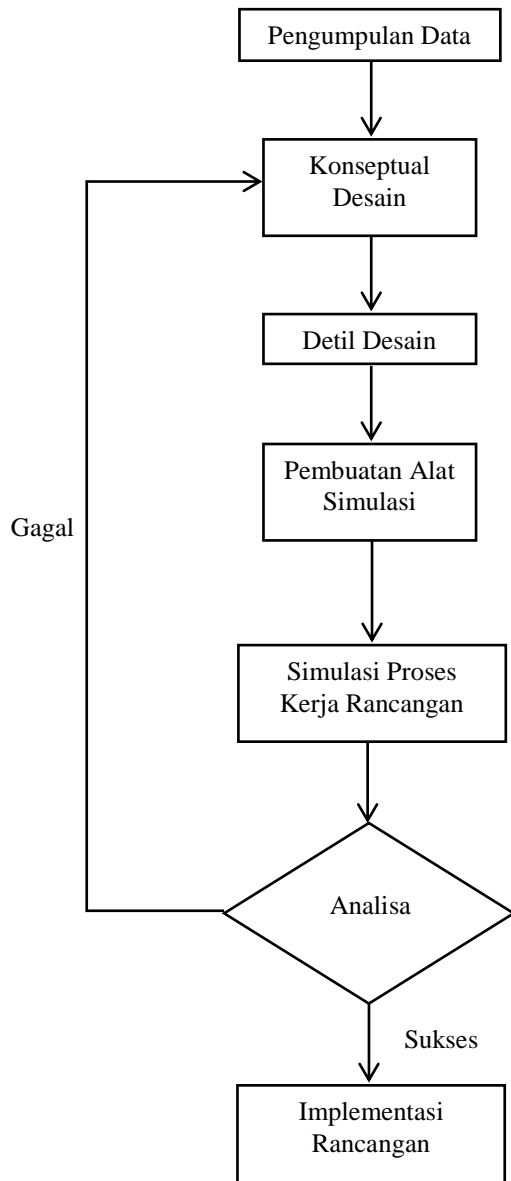 Pengumpulan Data
Konseptual
Desain
Detil Desain
Pembuatan Alat
Simulasi
Gagal
Simulasi Proses
Kerja Rancangan
Analisa
Sukses
Implementasi
Rancangan